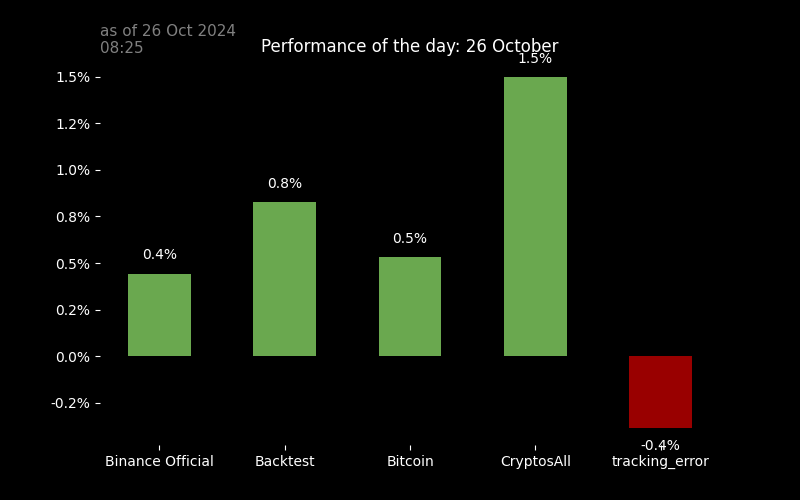 as of 26 Oct 2024
08:25
Performance of the day: 26 October
1.5%
1.2%
1.0%
0.8%
0.5%
0.2%
0.0%
-0.2%
0.4%
0.8%
0.5%
1.5%
-0.4%
Binance Official
Backtest
Bitcoin
CryptosAll
tracking_error